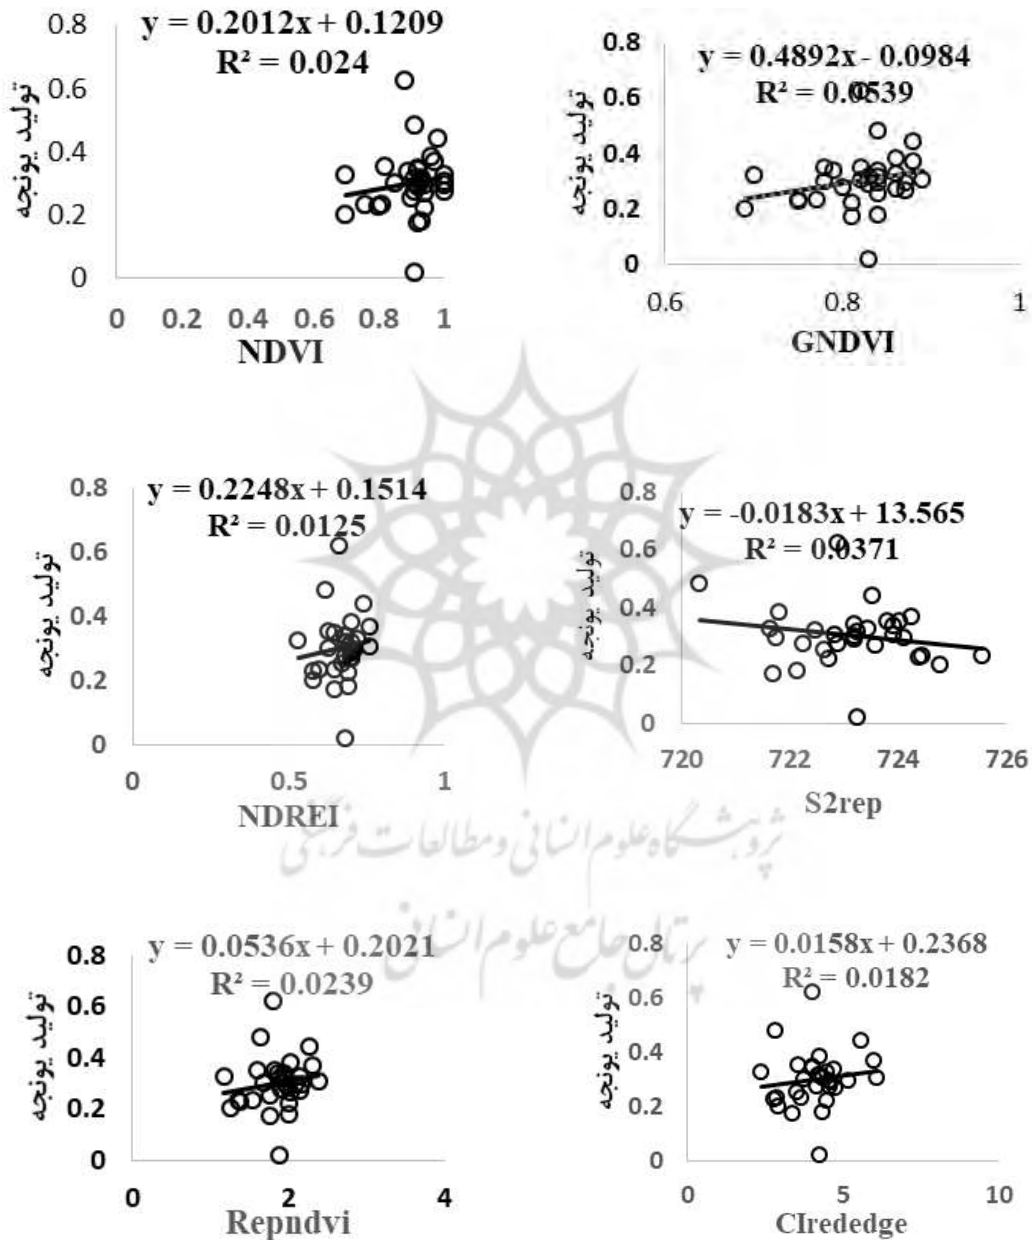 y = 0.2012x + 0.1209
R² = 0.024
تولید یونجه
0.8
0.6
0.4
0.2
0
0 0.2 0.4 0.6 0.8 1
NDVI
y = 0.4892x - 0.0984
R² = 0.0539
تولید یونجه
0.8
0.6
0.4
0.2
0
0.6 0.8 1
GNDVI
y = 0.2248x + 0.1514
R² = 0.0125
تولید یونجه
0.8
0.6
0.4
0.2
0
0 0.5 1
NDREI
y = -0.0183x + 13.565
R² = 0.0371
تولید یونجه
0.8
0.6
0.4
0.2
0
720 722 724 726
S2rep
پژوهشگاه علوم انسانی و مطالعات فرهنگی
پرتال جامع علوم انسانی
y = 0.0536x + 0.2021
R² = 0.0239
تولید یونجه
0.8
0.6
0.4
0.2
0
0 2 4
Repndvi
y = 0.0158x + 0.2368
R² = 0.0182
تولید یونجه
0.8
0.6
0.4
0.2
0
0 5 10
CIrededge